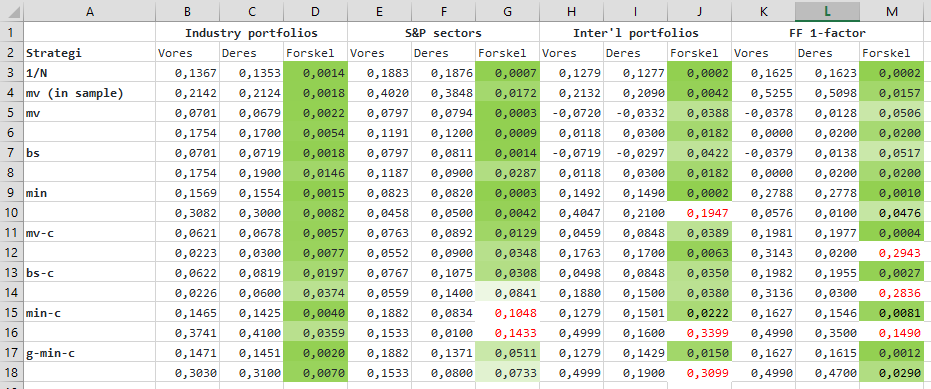 A B C D E F G H I J K L M
1 Industry portfolios S&P sectors Inter'l portfolios FF 1-factor
2 Strategi Vores Deres Forskel Vores Deres Forskel Vores Deres Forskel Vores Deres Forskel
3 1/N 0,1367 0,1353 0,0014 0,1883 0,1876 0,0007 0,1279 0,1277 0,0002 0,1625 0,1623 0,0002
4 mv (in sample) 0,2142 0,2124 0,0018 0,4020 0,3848 0,0172 0,2132 0,2090 0,0042 0,5255 0,5098 0,0157
5 mv 0,0701 0,0679 0,0022 0,0797 0,0794 0,0003 -0,0720 -0,0332 0,0388 -0,0378 0,0128 0,0506
6 0,1754 0,1700 0,0054 0,1191 0,1200 0,0009 0,0118 0,0300 0,0182 0,0000 0,0200 0,0200
7 bs 0,0701 0,0719 0,0018 0,0797 0,0811 0,0014 -0,0719 -0,0297 0,0422 -0,0379 0,0138 0,0517
8 0,1754 0,1900 0,0146 0,1187 0,0900 0,0287 0,0118 0,0300 0,0182 0,0000 0,0200 0,0200
9 min 0,1569 0,1554 0,0015 0,0823 0,0820 0,0003 0,1492 0,1490 0,0002 0,2788 0,2778 0,0010
10 0,3082 0,3000 0,0082 0,0458 0,0500 0,0042 0,4047 0,2100 0,1947 0,0576 0,0100 0,0476
11 mv-c 0,0621 0,0678 0,0057 0,0763 0,0892 0,0129 0,0459 0,0848 0,0389 0,1981 0,1977 0,0004
12 0,0223 0,0300 0,0077 0,0552 0,0900 0,0348 0,1763 0,1700 0,0063 0,3143 0,0200 0,2943
13 bs-c 0,0622 0,0819 0,0197 0,0767 0,1075 0,0308 0,0498 0,0848 0,0350 0,1982 0,1955 0,0027
14 0,0226 0,0600 0,0374 0,0559 0,1400 0,0841 0,1880 0,1500 0,0380 0,3136 0,0300 0,2836
15 min-c 0,1465 0,1425 0,0040 0,1882 0,0834 0,1048 0,1279 0,1501 0,0222 0,1627 0,1546 0,0081
16 0,3741 0,4100 0,0359 0,1533 0,0100 0,1433 0,4999 0,1600 0,3399 0,4990 0,3500 0,1490
17 g-min-c 0,1471 0,1451 0,0020 0,1882 0,1371 0,0511 0,1279 0,1429 0,0150 0,1627 0,1615 0,0012
18 0,3030 0,3100 0,0070 0,1533 0,0800 0,0733 0,4999 0,1900 0,3099 0,4990 0,4700 0,0290